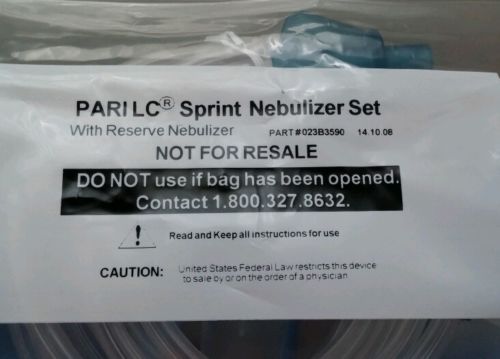 PARI LC® Sprint Nebulizer Set
With Reserve Nebulizer PART#023B3590 14.10.08
NOT FOR RESALE
DO NOT use if bag has been opened.
Contact 1.800.327.8632.
! Read and Keep all instructions for use
CAUTION: United States Federal Law restricts this device
to sale by or on the order of a physician